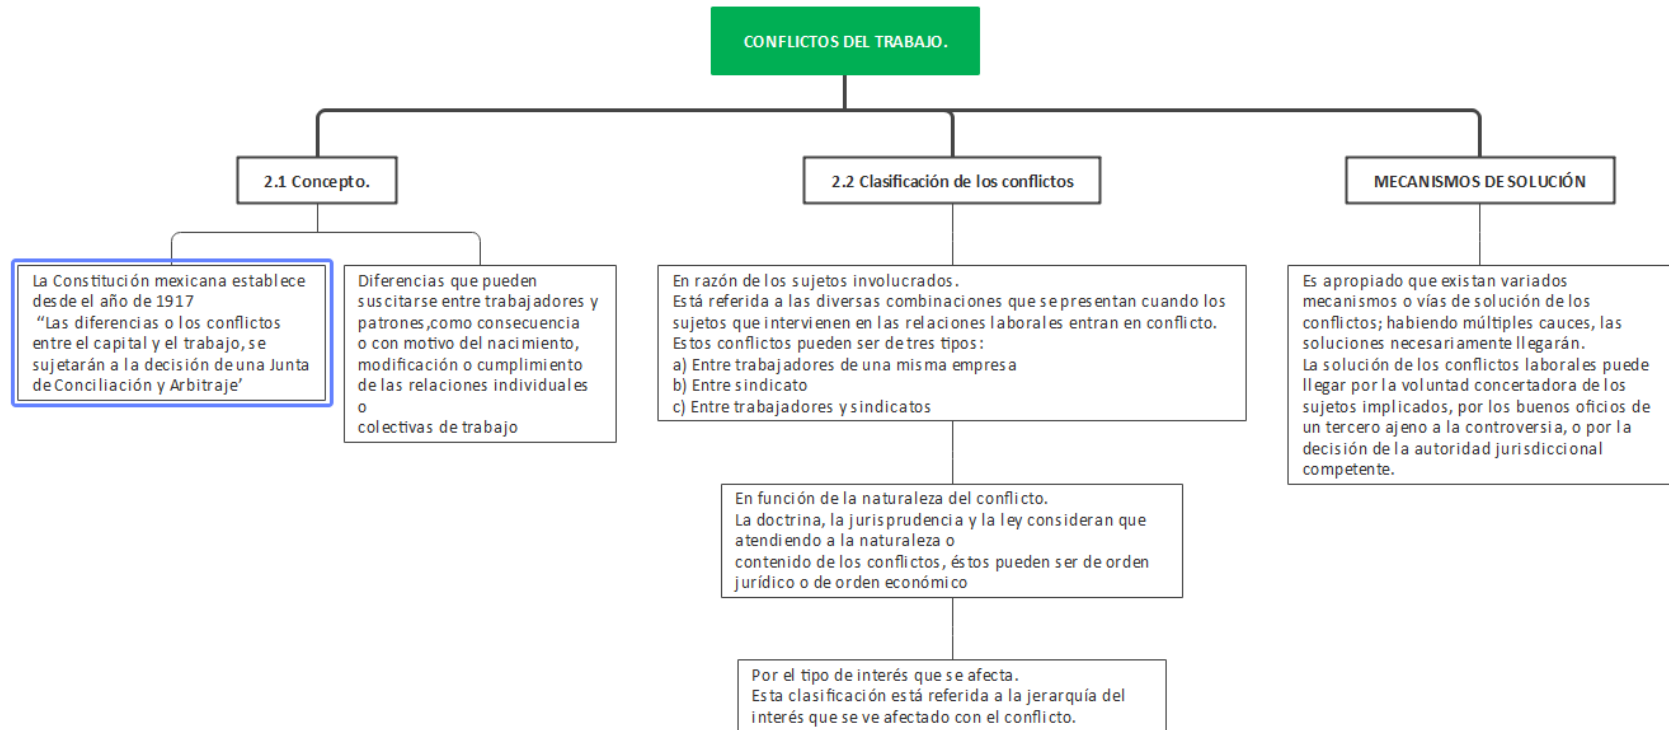 CONFLICTOS DEL TRABAJO.
2.1 Concepto.
La Constitución mexicana establece
desde el año de 1917
“Las diferencias o los conflictos
entre el capital y el trabajo, se
sujetarán a la decisión de una Junta
de Conciliación y Arbitraje’
Diferencias que pueden
suscitarse entre trabajadores y
patrones,como consecuencia
o con motivo del nacimiento,
modificación o cumplimiento
de las relaciones individuales
o
colectivas de trabajo
2.2 Clasificación de los conflictos
En razón de los sujetos involucrados.
Está referida a las diversas combinaciones que se presentan cuando los
sujetos que intervienen en las relaciones laborales entran en conflicto.
Estos conflictos pueden ser de tres tipos:
a) Entre trabajadores de una misma empresa
b) Entre sindicato
c) Entre trabajadores y sindicatos
En función de la naturaleza del conflicto.
La doctrina, la jurisprudencia y la ley consideran que
atendiendo a la naturaleza o
contenido de los conflictos, éstos pueden ser de orden
jurídico o de orden económico
Por el tipo de interés que se afecta.
Esta clasificación está referida a la jerarquía del
interés que se ve afectado con el conflicto.
MECANISMOS DE SOLUCIÓN
Es apropiado que existan variados
mecanismos o vías de solución de los
conflictos; habiendo múltiples cauces, las
soluciones necesariamente llegarán.
La solución de los conflictos laborales puede
llegar por la voluntad concertadora de los
sujetos implicados, por los buenos oficios de
un tercero ajeno a la controversia, o por la
decisión de la autoridad jurisdiccional
competente.